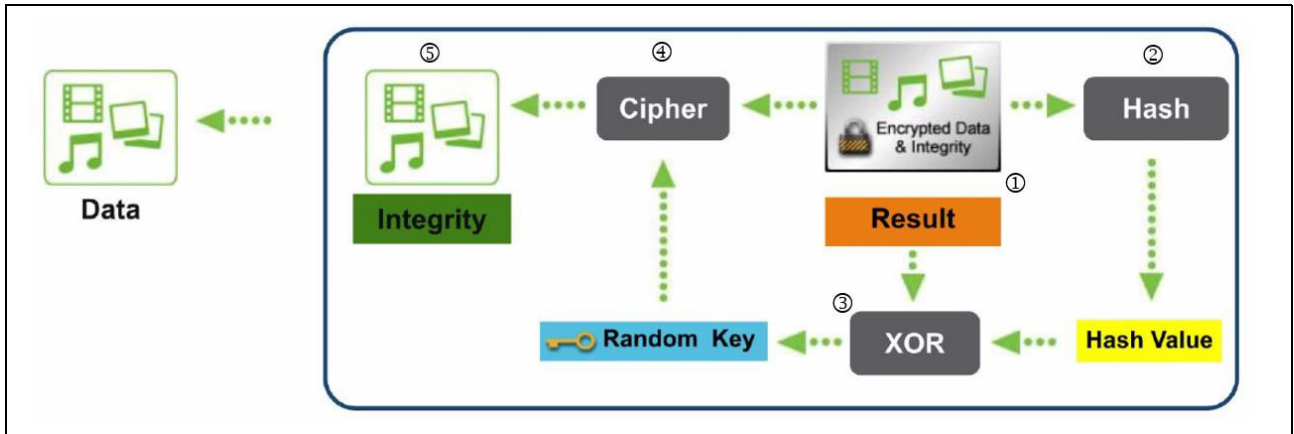 ⑤
④
②
Cipher
Hash
Encrypted Data
& Integrity
①
Data
Integrity
Result
③
Random Key
XOR
Hash Value